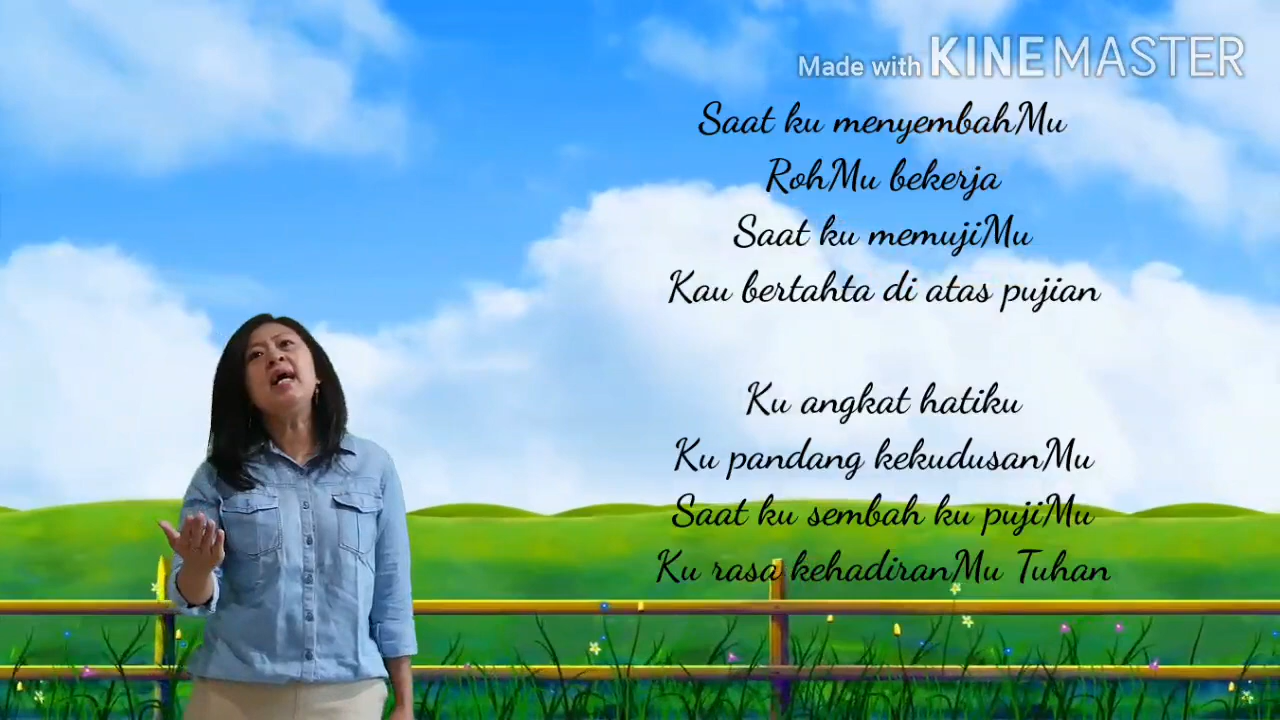 Made with KINEMASTER
Saat ku menyembahMu
RohMu bekerja
Saat ku memujiMu
Kau bertahta di atas pujian
Ku angkat hatiku
Ku pandang kekudusanMu
Saat ku sembah ku pujiMu
Ku rasa kehadiranMu Tuhan